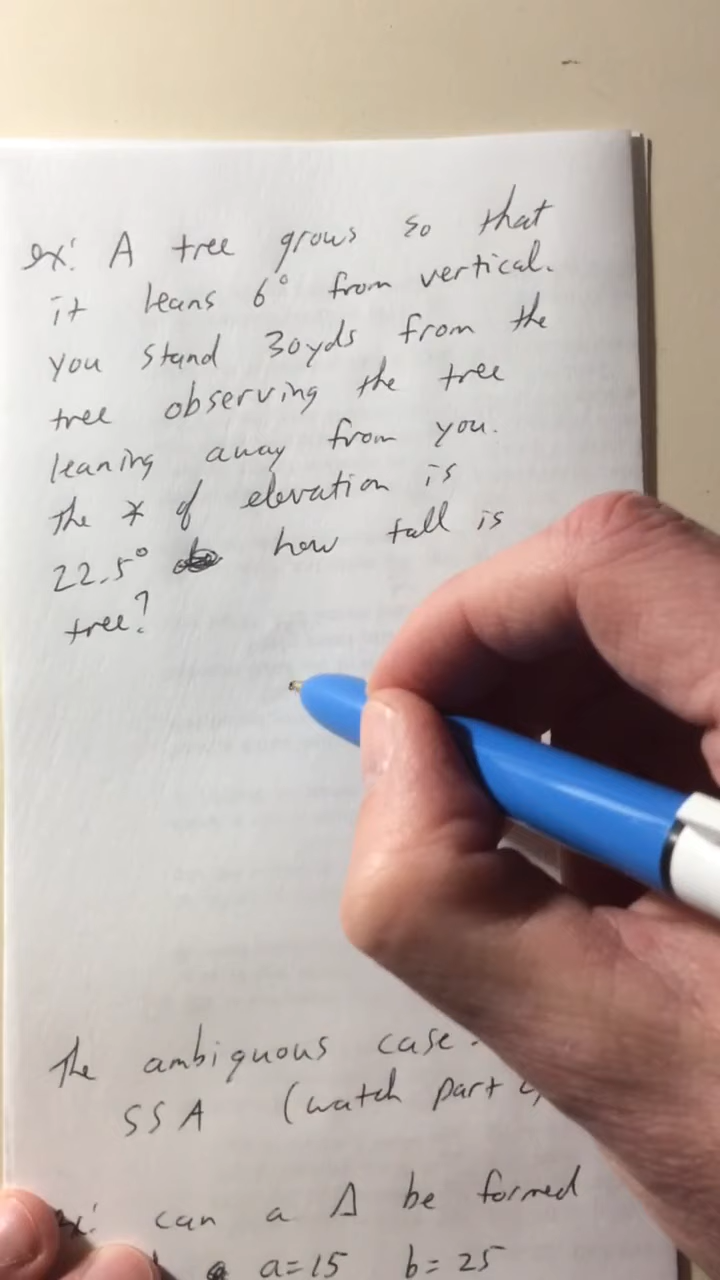 ex: A tree grows so that
it leans 6° from vertical.
you stand 30yds from the
tree observing the tree
leaning away from you.
the ∡ of elevation is
22.5° how tall is
tree?
The ambiguous case.
SSA (watch part
ex: can a Δ be formed
a=15 b=25